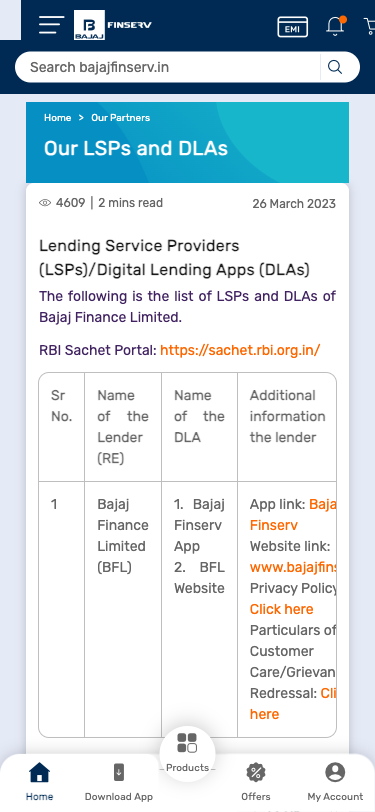 B
BAJAJ
FINSERV
EMI
Search bajajfinserv.in
Home > Our Partners
Our LSPs and DLAs
4609 | 2 mins read
26 March 2023
Lending Service Providers
(LSPs)/Digital Lending Apps (DLAs)
The following is the list of LSPs and DLAs of
Bajaj Finance Limited.
RBI Sachet Portal: https://sachet.rbi.org.in/
Sr
No.
Name
of the
Lender
(RE)
Name
of the
DLA
Additional
information
the lender
1
Bajaj
Finance
Limited
(BFL)
1. Bajaj
Finserv
App
2. BFL
Website
App link: Baja
Finserv
Website link:
www.bajajfins
Privacy Policy
Click here
Particulars of
Customer
Care/Grievan
Redressal: Cli
here
Products
Home
Download App
Offers
My Account